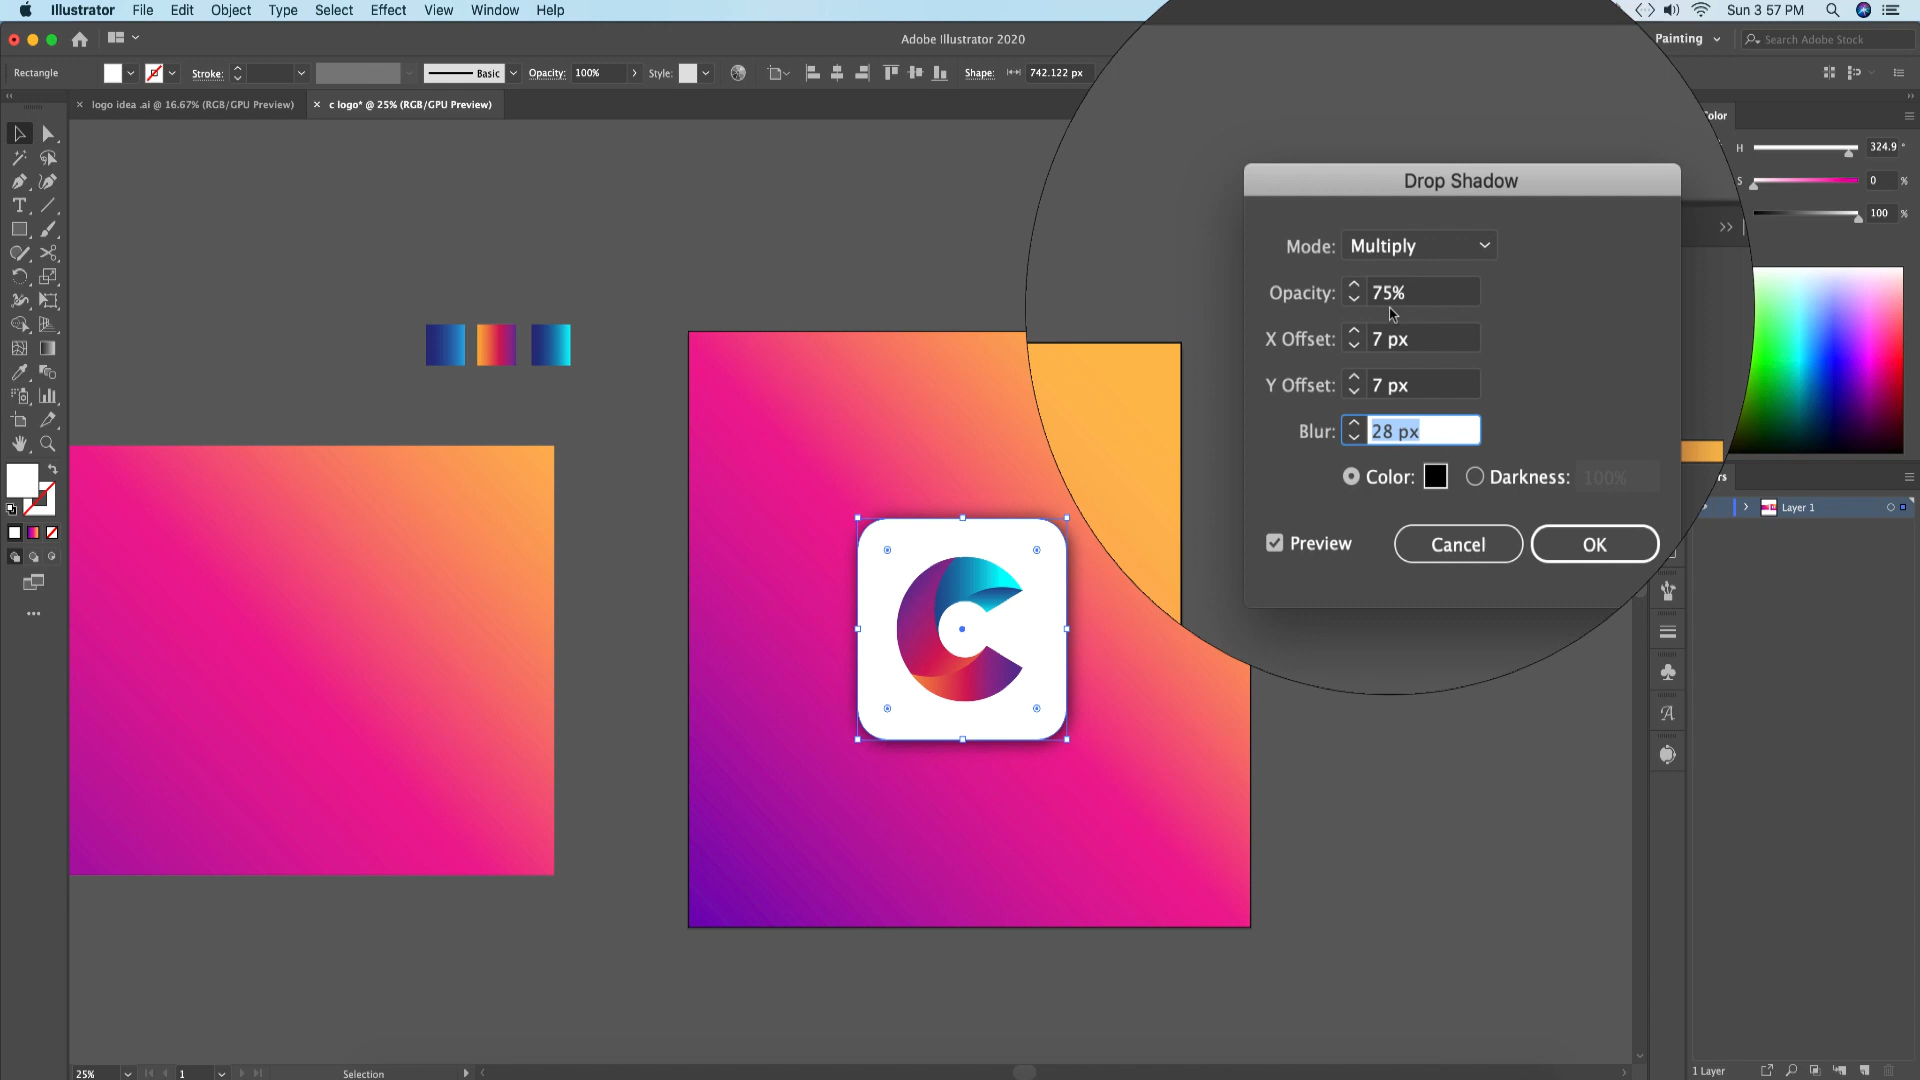 Illustrator File Edit Object Type Select Effect View Window Help
Sun 3 57 PM
Adobe Illustrator 2020
Painting
Search Adobe Stock
Rectangle
Stroke:
Basic
Opacity: 100%
Style:
Shape:
742.122 px
× logo idea .ai @ 16.67% (RGB/GPU Preview)
× c logo* @ 25% (RGB/GPU Preview)
olor
H 324.9 °
S 0 %
100 %
Drop Shadow
Mode: Multiply
Opacity: 75%
X Offset: 7 px
Y Offset: 7 px
Blur: 28 px
Color:
Darkness: 100%
Preview
Cancel
OK
rs
Layer 1
25%
1
Selection
1 Layer